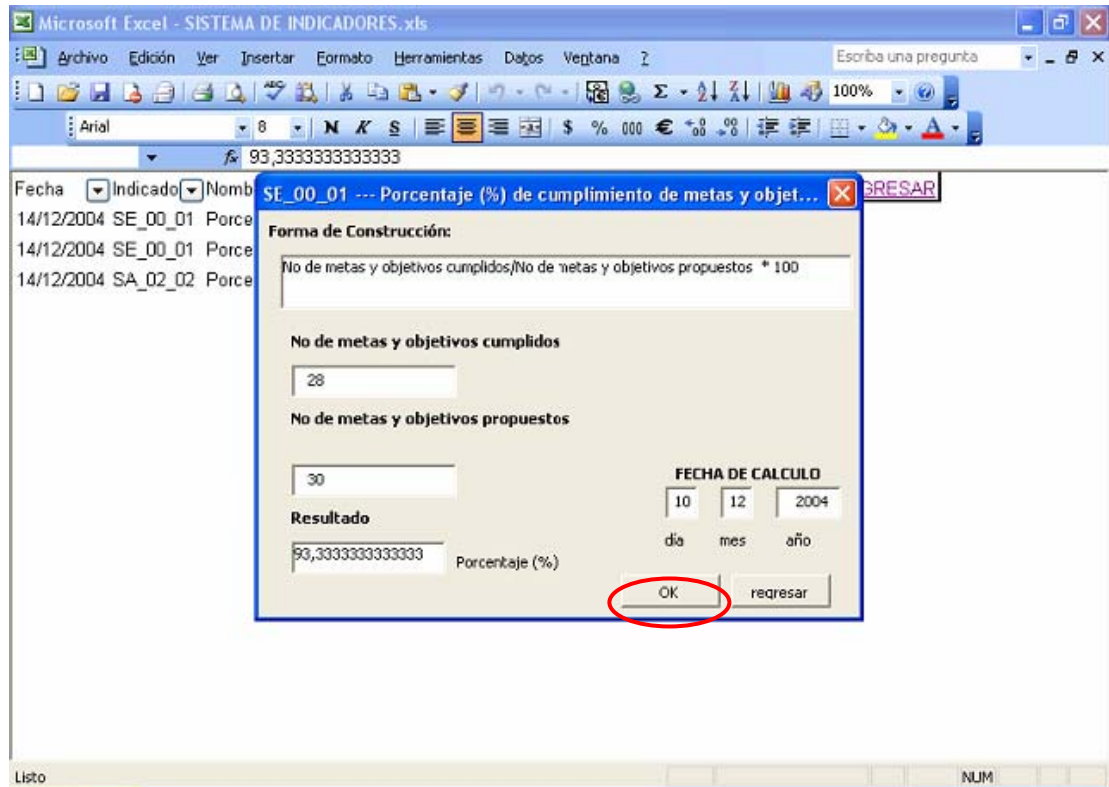 Microsoft Excel - SISTEMA DE INDICADORES.xls
Archivo Edición Ver Insertar Formato Herramientas Datos Ventana ? Escriba una pregunta
Σ 100%
Arial 8 N K S $ % 000 €
fx 93,3333333333333
Fecha Indicado Nomb GRESAR
14/12/2004 SE_00_01 Porce
14/12/2004 SE_00_01 Porce
14/12/2004 SA_02_02 Porce
SE_00_01 --- Porcentaje (%) de cumplimiento de metas y objet...
Forma de Construcción:
No de metas y objetivos cumplidos/No de metas y objetivos propuestos * 100
No de metas y objetivos cumplidos
28
No de metas y objetivos propuestos
30
FECHA DE CALCULO
10 12 2004
día mes año
Resultado
93,3333333333333 Porcentaje (%)
OK regresar
Listo NUM